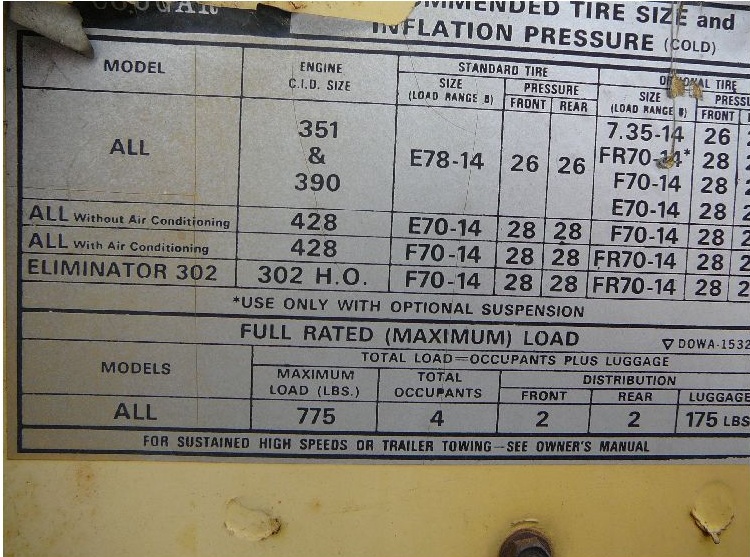 COUGAR
MMENDED TIRE SIZE and
INFLATION PRESSURE (COLD)
MODEL ENGINE C.I.D. SIZE STANDARD TIRE OPTIONAL TIRE
SIZE (LOAD RANGE B) PRESSURE SIZE (LOAD RANGE B) PRESSU
FRONT REAR FRONT
ALL 351 & 390 E78-14 26 26 7.35-14 26
FR70-14* 28
F70-14 28
E70-14 28
ALL Without Air Conditioning 428 E70-14 28 28 F70-14 28
ALL With Air Conditioning 428 F70-14 28 28 FR70-14 28
ELIMINATOR 302 302 H.O. F70-14 28 28 FR70-14 28
*USE ONLY WITH OPTIONAL SUSPENSION
FULL RATED (MAXIMUM) LOAD ▽ DOWA-1532
MODELS TOTAL LOAD=OCCUPANTS PLUS LUGGAGE
MAXIMUM LOAD (LBS.) TOTAL OCCUPANTS DISTRIBUTION
FRONT REAR LUGGAGE
ALL 775 4 2 2 175 LBS
FOR SUSTAINED HIGH SPEEDS OR TRAILER TOWING—SEE OWNER'S MANUAL